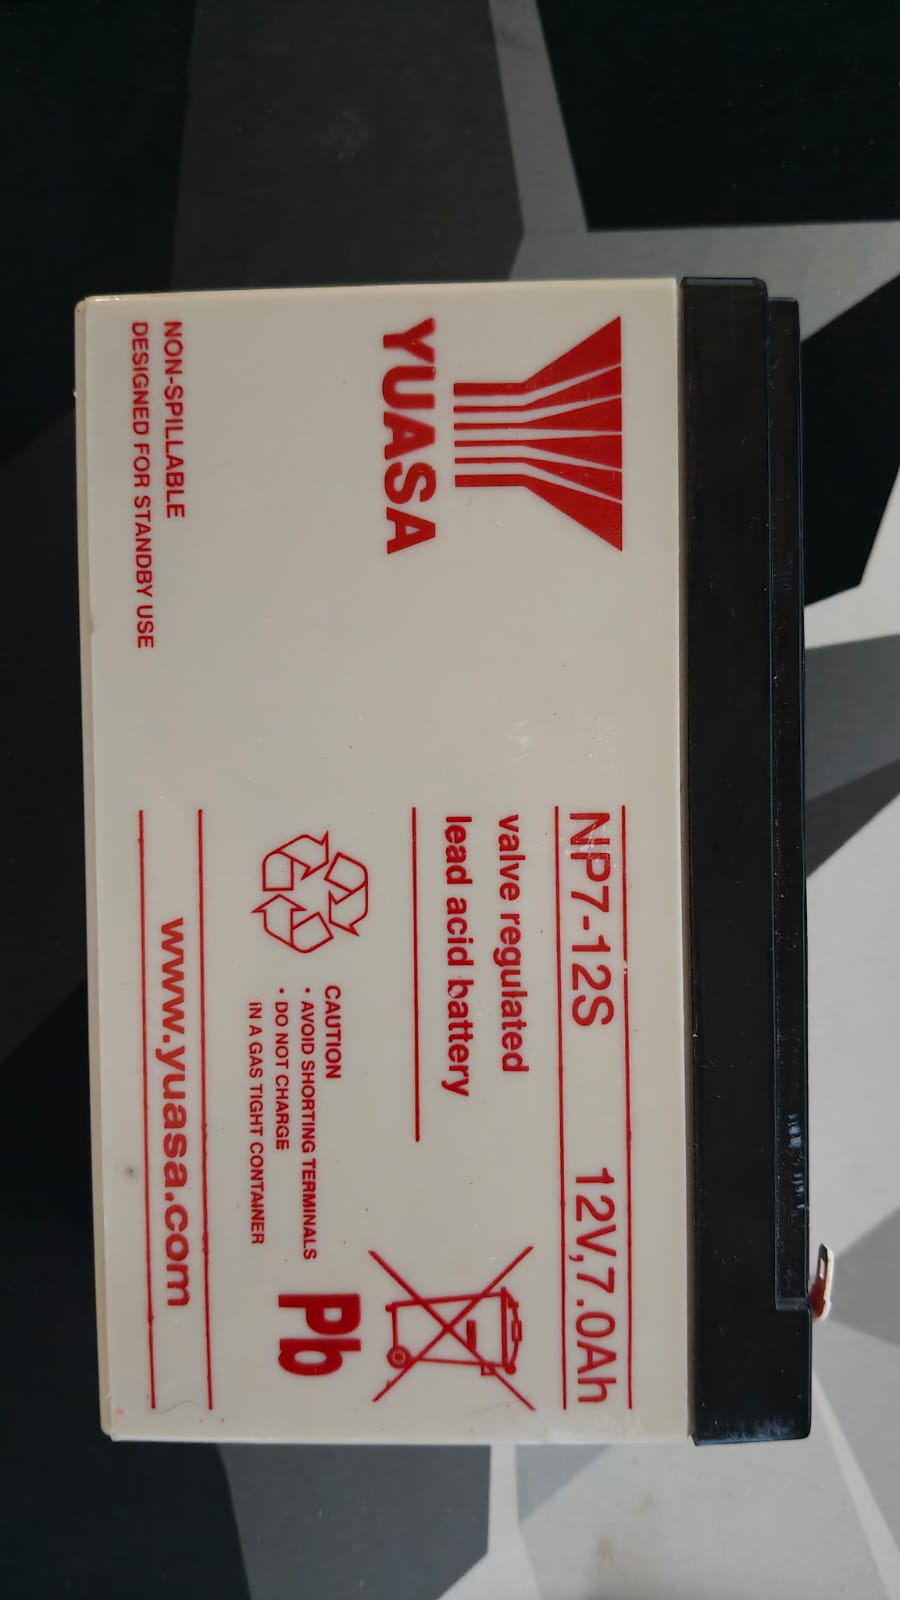 YUASA
NP7-12S 12V,7.0Ah
valve regulated
lead acid battery
CAUTION
• AVOID SHORTING TERMINALS
• DO NOT CHARGE
IN A GAS TIGHT CONTAINER
Pb
NON-SPILLABLE
DESIGNED FOR STANDBY USE
www.yuasa.com